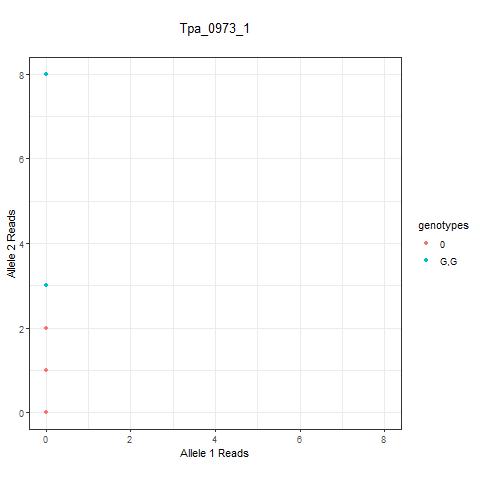 Tpa_0973_1
8
6
4
2
0
Allele 2 Reads
0 2 4 6 8
Allele 1 Reads
genotypes
0
G,G